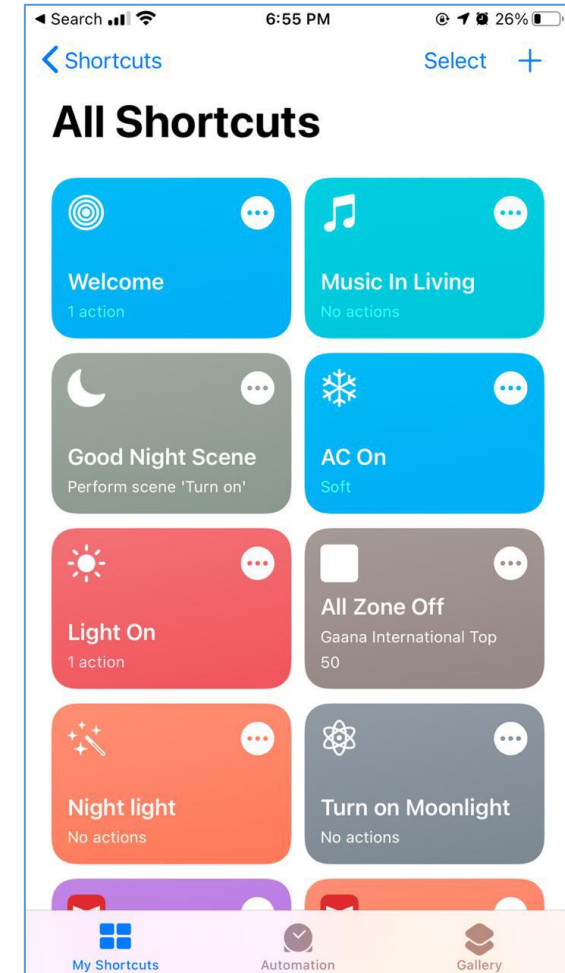 Search 6:55 PM 26%
Shortcuts Select
All Shortcuts
Welcome
1 action
Music In Living
No actions
Good Night Scene
Perform scene 'Turn on'
AC On
Soft
Light On
1 action
All Zone Off
Gaana International Top
50
Night light
No actions
Turn on Moonlight
No actions
My Shortcuts Automation Gallery